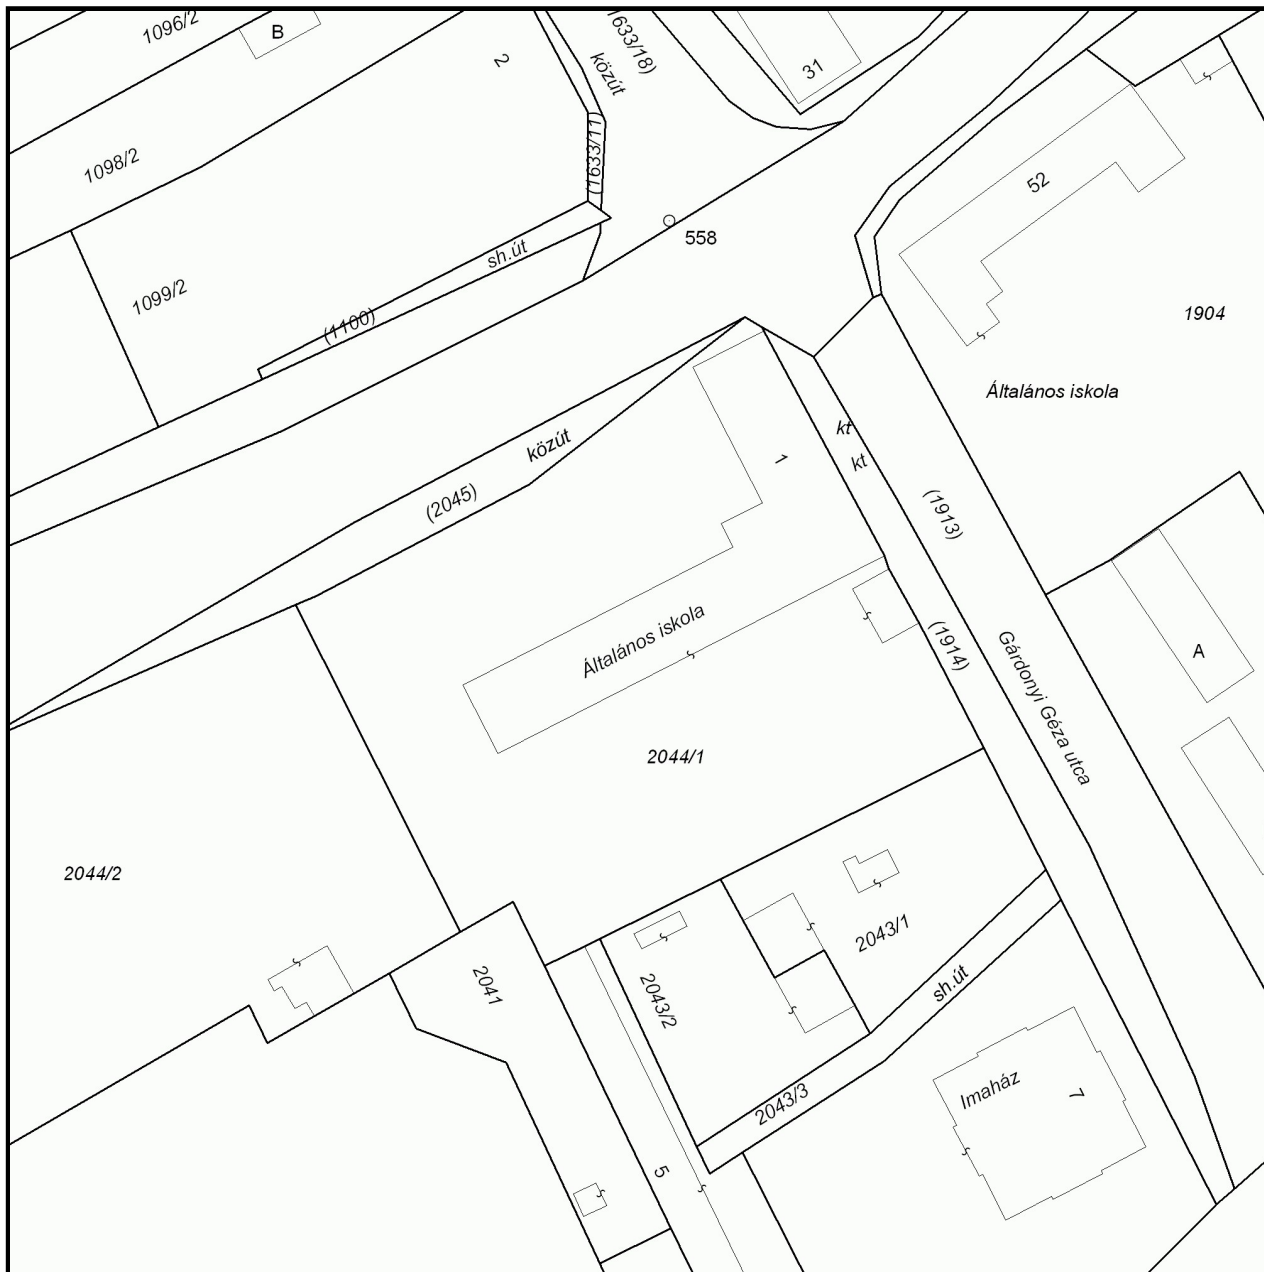 1096/2
B
2
1633/18)
közút
31
(1633/11)
1098/2
52
558
sh.út
1099/2
(1100)
1904
Általános iskola
közút
kt
kt
1
(2045)
(1913)
Általános iskola
(1914)
Gárdonyi Géza utca
A
2044/1
2044/2
2043/1
2041
2043/2
sh.út
2043/3
Imaház
7
5